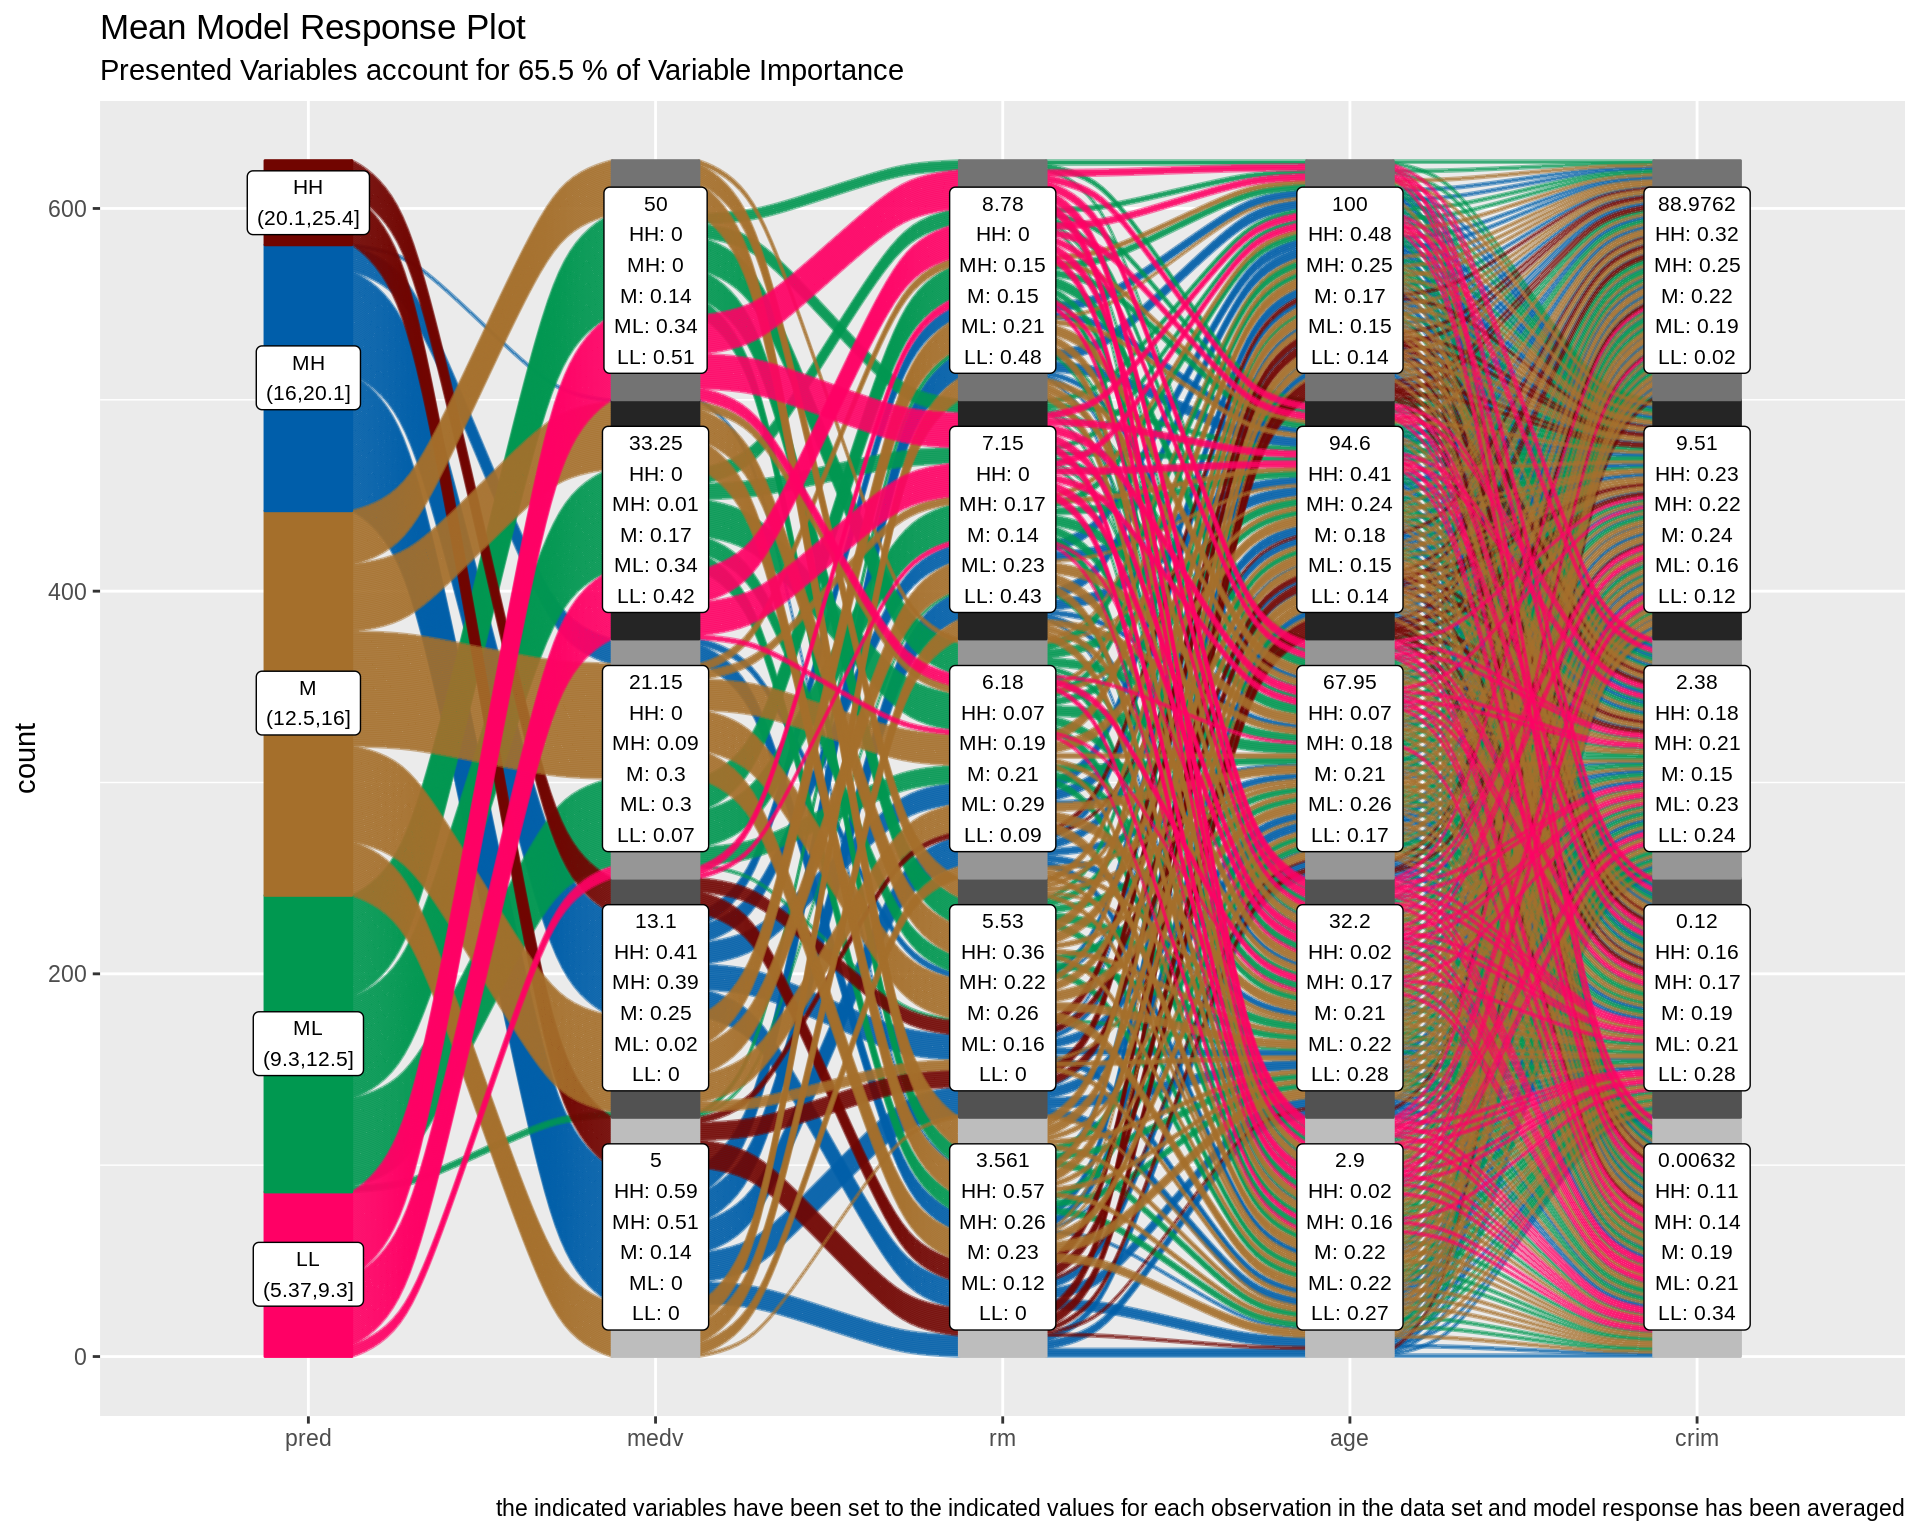 Mean Model Response Plot
Presented Variables account for 65.5 % of Variable Importance
count
600
400
200
0
HH
(20.1,25.4]
MH
(16,20.1]
M
(12.5,16]
ML
(9.3,12.5]
LL
(5.37,9.3]
50
HH: 0
MH: 0
M: 0.14
ML: 0.34
LL: 0.51
33.25
HH: 0
MH: 0.01
M: 0.17
ML: 0.34
LL: 0.42
21.15
HH: 0
MH: 0.09
M: 0.3
ML: 0.3
LL: 0.07
13.1
HH: 0.41
MH: 0.39
M: 0.25
ML: 0.02
LL: 0
5
HH: 0.59
MH: 0.51
M: 0.14
ML: 0
LL: 0
8.78
HH: 0
MH: 0.15
M: 0.15
ML: 0.21
LL: 0.48
7.15
HH: 0
MH: 0.17
M: 0.14
ML: 0.23
LL: 0.43
6.18
HH: 0.07
MH: 0.19
M: 0.21
ML: 0.29
LL: 0.09
5.53
HH: 0.36
MH: 0.22
M: 0.26
ML: 0.16
LL: 0
3.561
HH: 0.57
MH: 0.26
M: 0.23
ML: 0.12
LL: 0
100
HH: 0.48
MH: 0.25
M: 0.17
ML: 0.15
LL: 0.14
94.6
HH: 0.41
MH: 0.24
M: 0.18
ML: 0.15
LL: 0.14
67.95
HH: 0.07
MH: 0.18
M: 0.21
ML: 0.26
LL: 0.17
32.2
HH: 0.02
MH: 0.17
M: 0.21
ML: 0.22
LL: 0.28
2.9
HH: 0.02
MH: 0.16
M: 0.22
ML: 0.22
LL: 0.27
88.9762
HH: 0.32
MH: 0.25
M: 0.22
ML: 0.19
LL: 0.02
9.51
HH: 0.23
MH: 0.22
M: 0.24
ML: 0.16
LL: 0.12
2.38
HH: 0.18
MH: 0.21
M: 0.15
ML: 0.23
LL: 0.24
0.12
HH: 0.16
MH: 0.17
M: 0.19
ML: 0.21
LL: 0.28
0.00632
HH: 0.11
MH: 0.14
M: 0.19
ML: 0.21
LL: 0.34
pred
medv
rm
age
crim
the indicated variables have been set to the indicated values for each observation in the data set and model response has been averaged